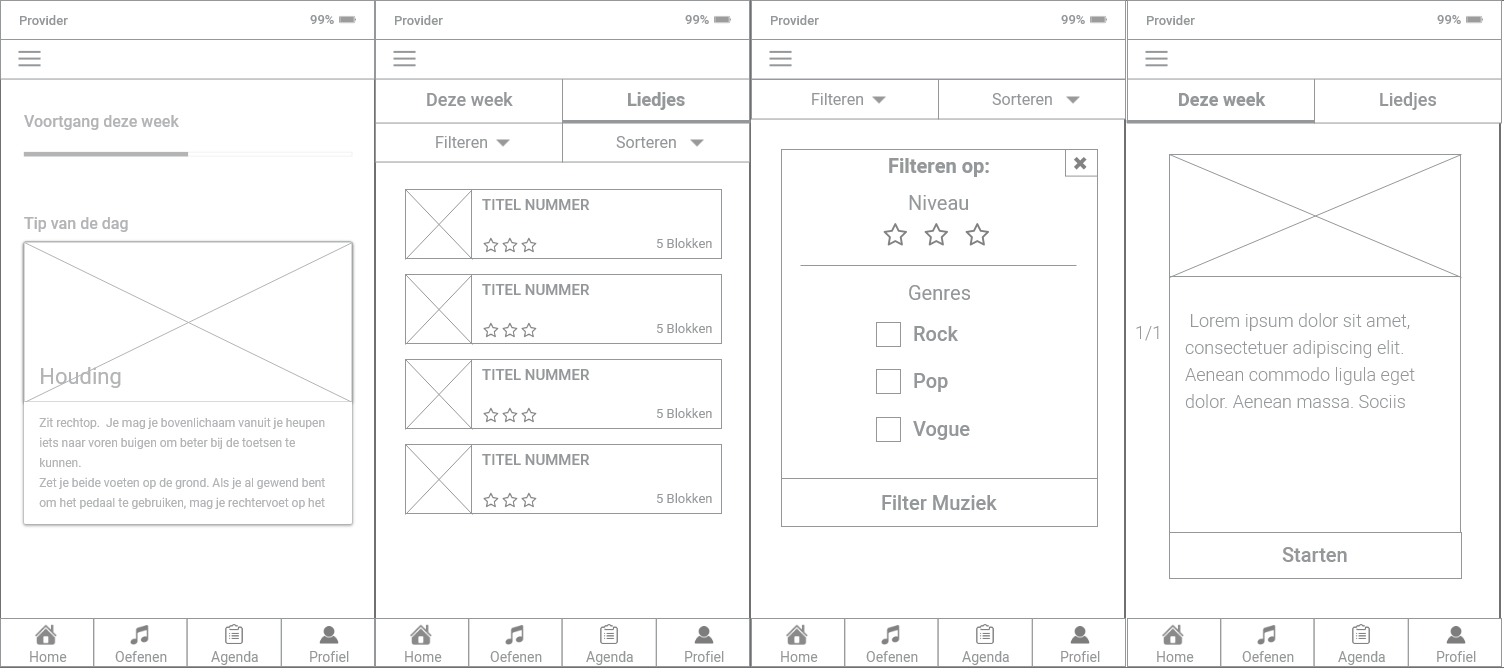 Provider 99%
Voortgang deze week
Tip van de dag
Houding
Zit rechtop. Je mag je bovenlichaam vanuit je heupen
iets naar voren buigen om beter bij de toetsen te
kunnen.
Zet je beide voeten op de grond. Als je al gewend bent
om het pedaal te gebruiken, mag je rechtervoet op het
Home Oefenen Agenda Profiel
Provider 99%
Deze week Liedjes
Filteren Sorteren
TITEL NUMMER
5 Blokken
TITEL NUMMER
5 Blokken
TITEL NUMMER
5 Blokken
TITEL NUMMER
5 Blokken
Home Oefenen Agenda Profiel
Provider 99%
Filteren Sorteren
Filteren op:
Niveau
Genres
Rock
Pop
Vogue
Filter Muziek
Home Oefenen Agenda Profiel
Provider 99%
Deze week Liedjes
1/1
Lorem ipsum dolor sit amet,
consectetuer adipiscing elit.
Aenean commodo ligula eget
dolor. Aenean massa. Sociis
Starten
Home Oefenen Agenda Profiel